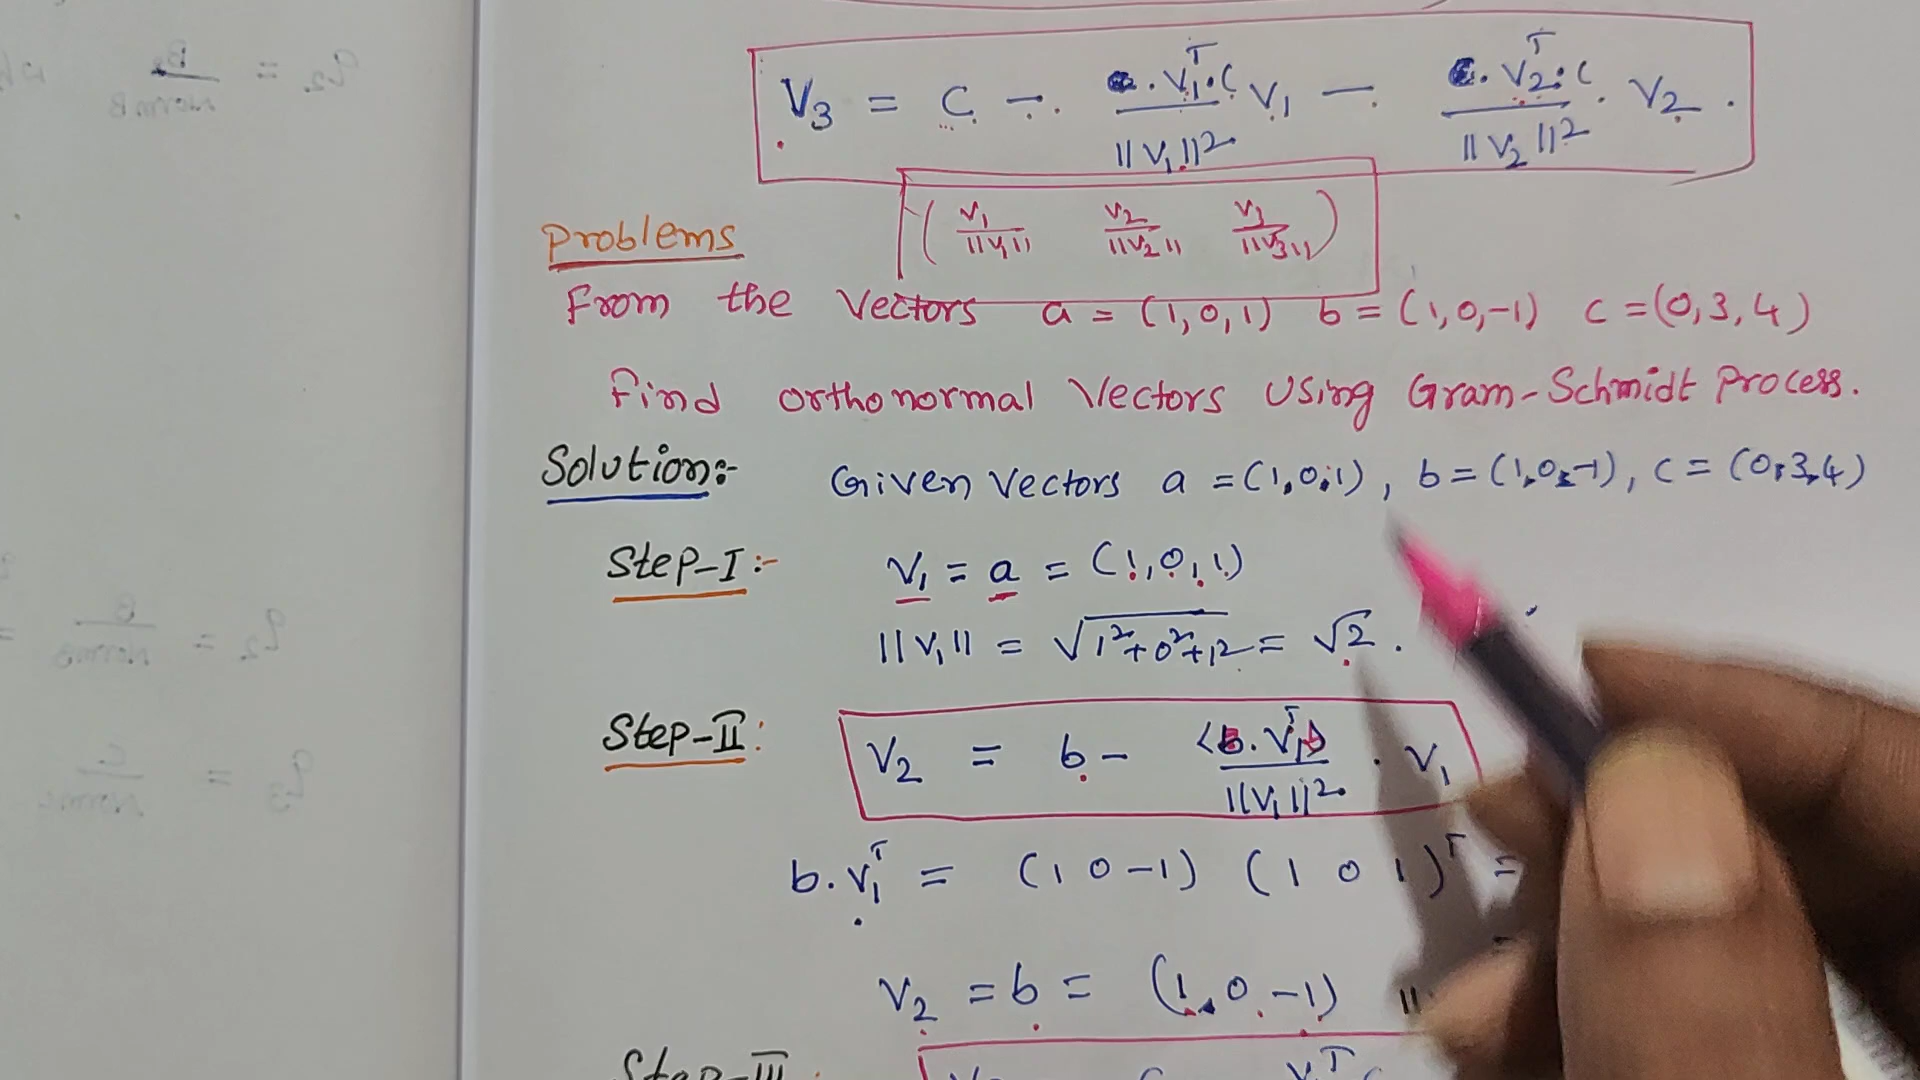 V₃ = C - . V₁ᵀ·C / ||V₁||² V₁ - . V₂ᵀ·C / ||V₂||² . V₂ .
( V₁/||V₁|| V₂/||V₂|| V₃/||V₃|| )
Problems
From the Vectors a = (1,0,1) b = (1,0,-1) c = (0,3,4)
Find orthonormal Vectors Using Gram-Schmidt Process.
Solution:- Given Vectors a = (1,0,1), b = (1,0,-1), c = (0,3,4)
Step-I:- V₁ = a = (1,0,1)
||V₁|| = √1²+0²+1² = √2.
Step-II: V₂ = b - <b. V₁ᵀ> / ||V₁||² . V₁
b. V₁ᵀ = (1 0 -1) (1 0 1)ᵀ =
V₂ = b = (1, 0 -1)
Step-III: